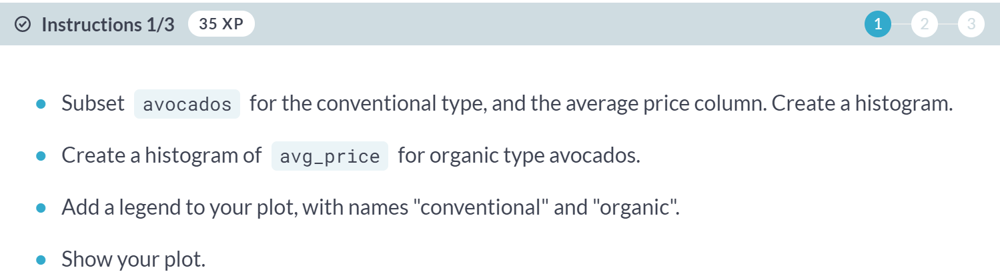 Instructions 1/3 35 XP 1 2 3
Subset avocados for the conventional type, and the average price column. Create a histogram.
Create a histogram of avg_price for organic type avocados.
Add a legend to your plot, with names "conventional" and "organic".
Show your plot.